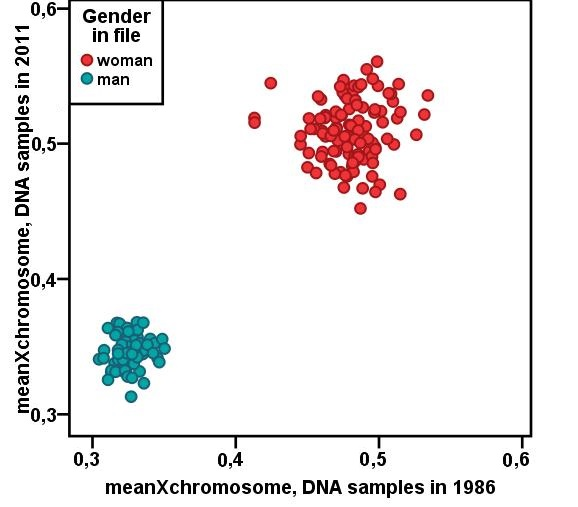 Gender
in file
woman
man
meanXchromosome, DNA samples in 2011
0,6
0,5
0,4
0,3
0,3
0,4
0,5
0,6
meanXchromosome, DNA samples in 1986